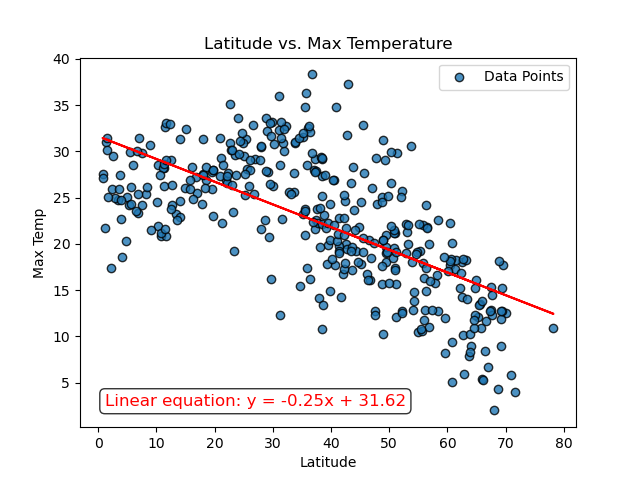 Latitude vs. Max Temperature
Data Points
40
35
30
25
20
15
10
5
Max Temp
Linear equation: y = -0.25x + 31.62
0 10 20 30 40 50 60 70 80
Latitude